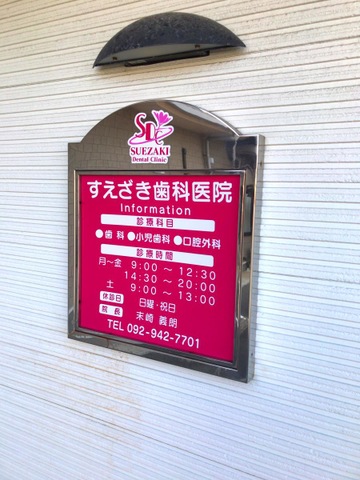 SD
SUEZAKI
Dental Clinic
すえざき歯科医院
Information
診療科目
●歯科 ●小児歯科 ●口腔外科
診療時間
月～金 9:00 ～ 12:30
14:30 ～ 20:00
土 9:00 ～ 13:00
休診日 日曜・祝日
院長 末崎 義朗
TEL 092-942-7701